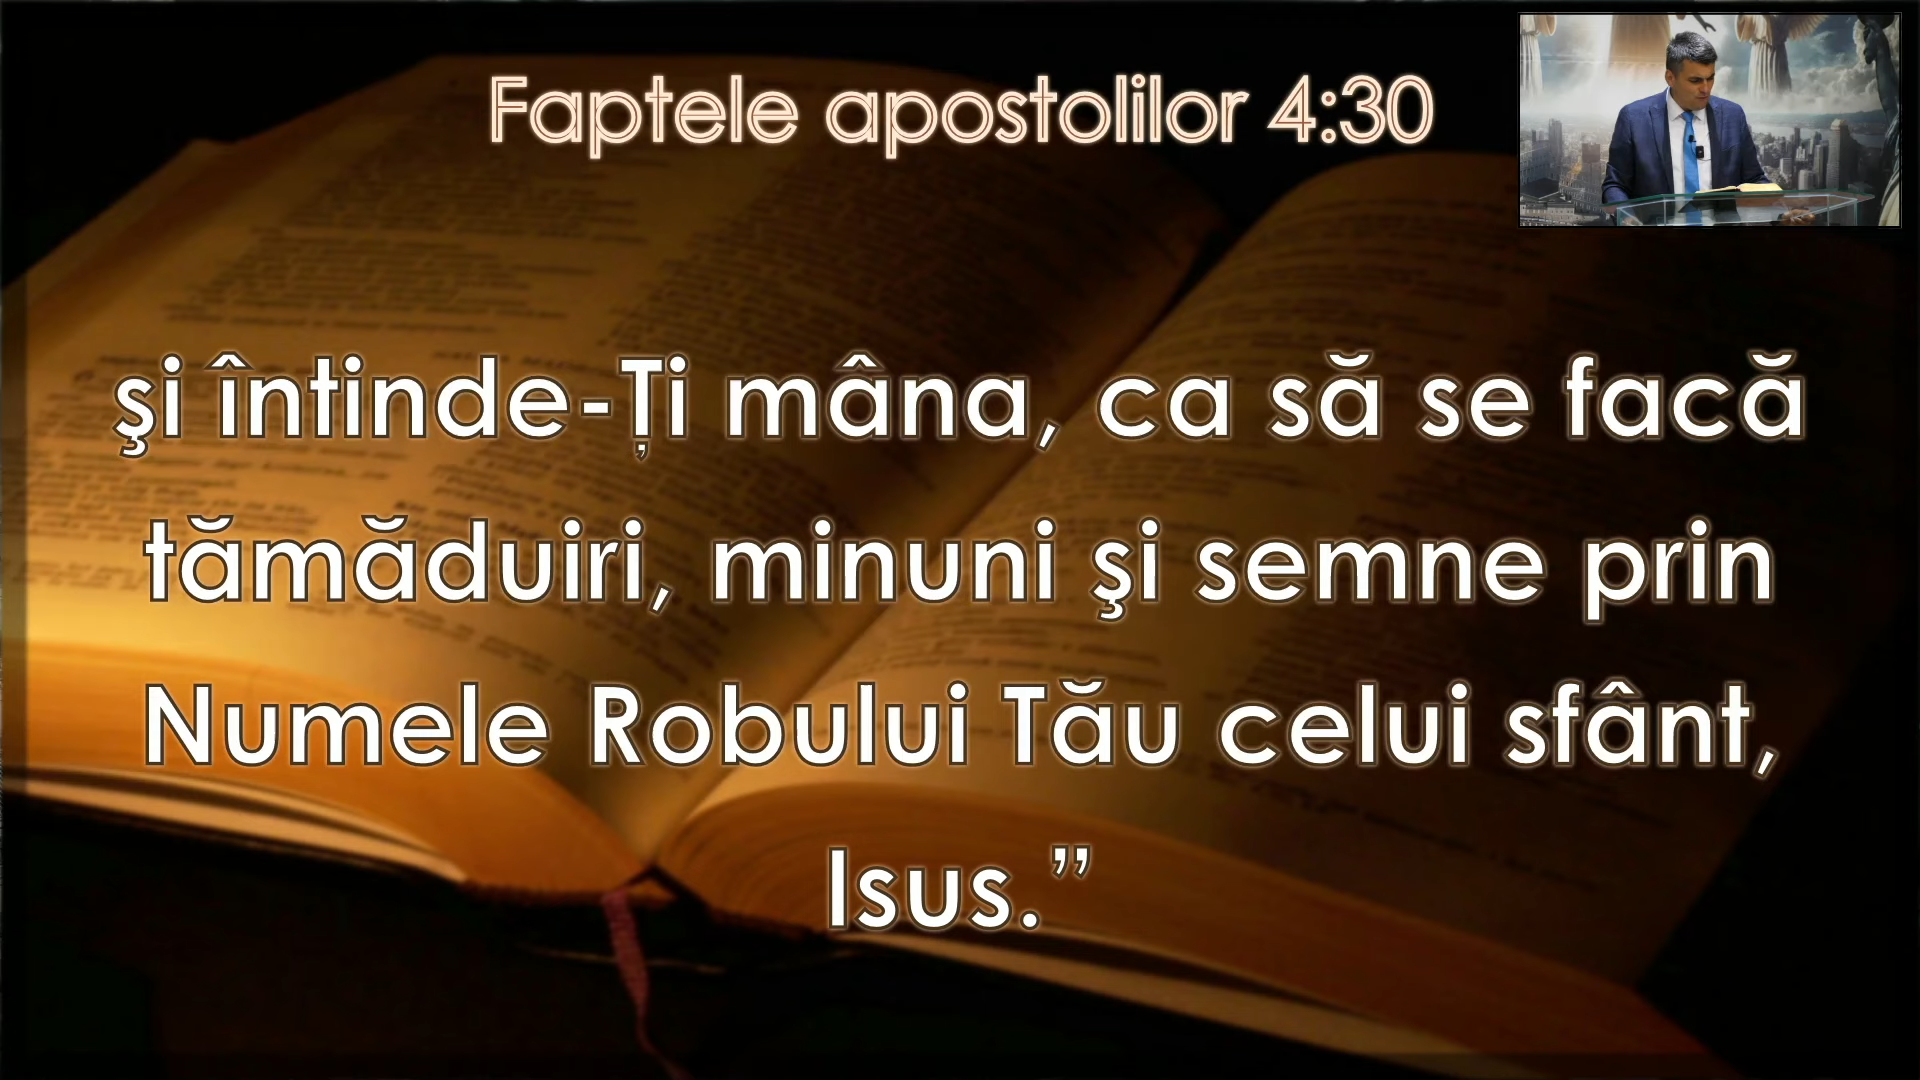 Faptele apostolilor 4:30
şi întinde-Ţi mâna, ca să se facă
tămăduiri, minuni şi semne prin
Numele Robului Tău celui sfânt,
Isus.”